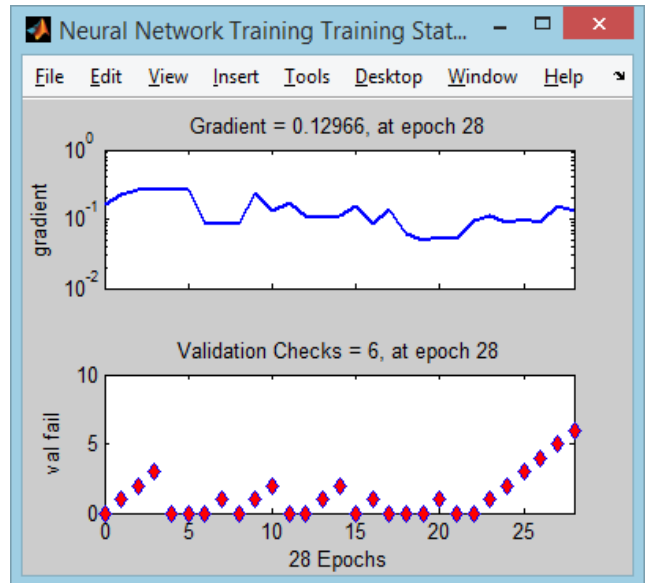 Neural Network Training Training Stat...
File Edit View Insert Tools Desktop Window Help
Gradient = 0.12966, at epoch 28
10^0
10^-1
10^-2
gradient
Validation Checks = 6, at epoch 28
10
5
0
val fail
0 5 10 15 20 25
28 Epochs